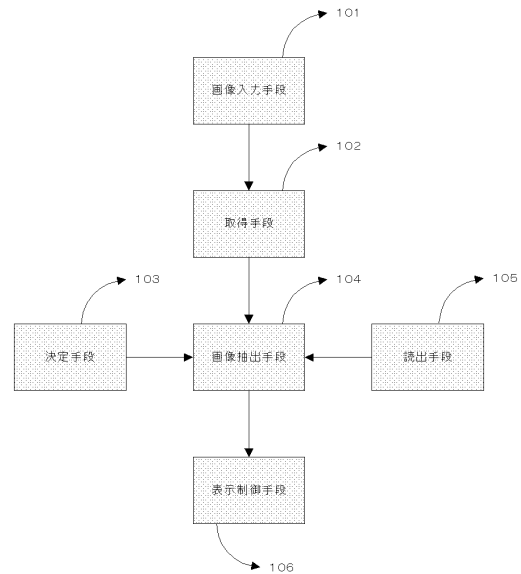 101
画像入力手段
102
取得手段
103
104
105
決定手段
画像抽出手段
読出手段
表示制御手段
106